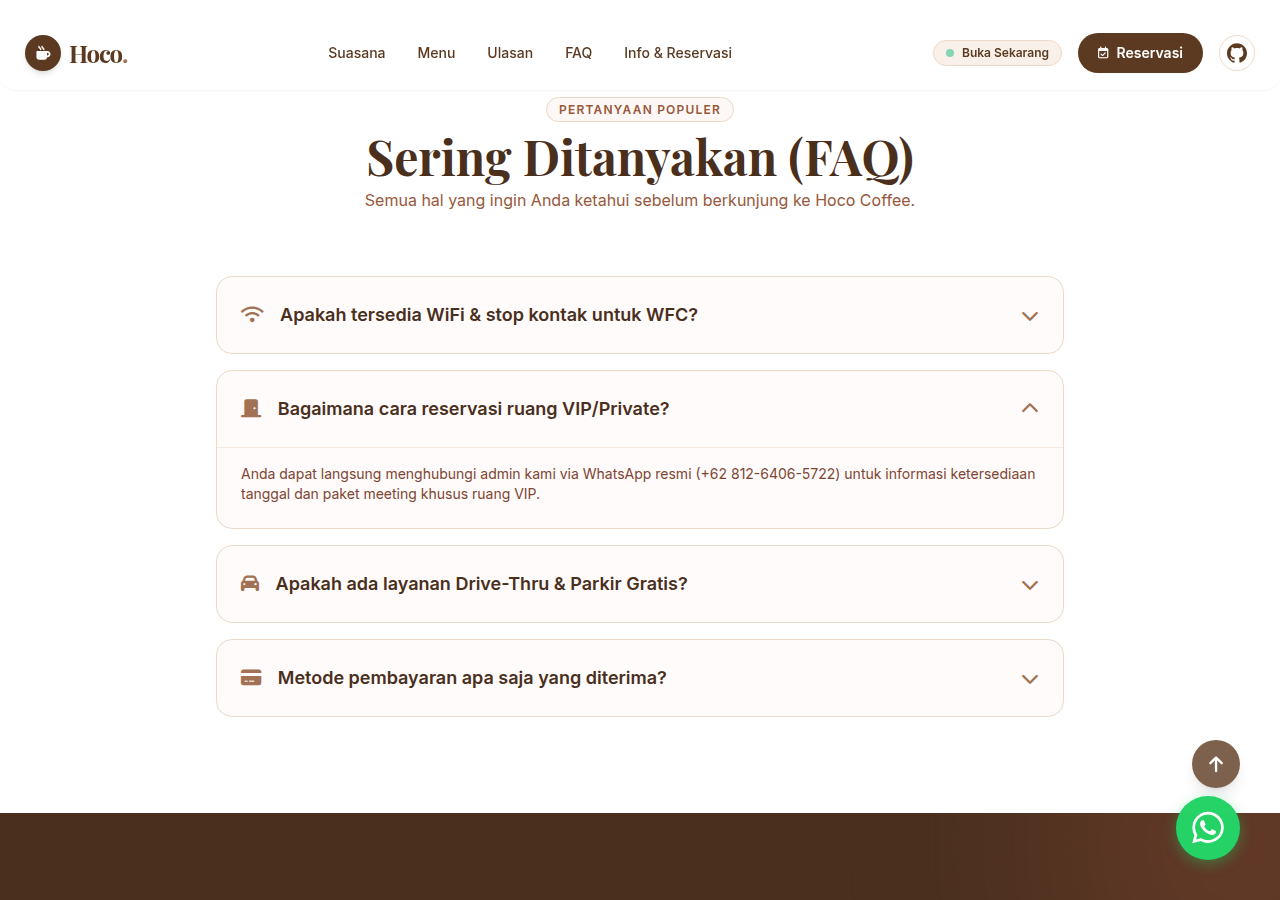 Hoco.
Suasana
Menu
Ulasan
FAQ
Info & Reservasi
Buka Sekarang
Reservasi
PERTANYAAN POPULER
Sering Ditanyakan (FAQ)
Semua hal yang ingin Anda ketahui sebelum berkunjung ke Hoco Coffee.
Apakah tersedia WiFi & stop kontak untuk WFC?
Bagaimana cara reservasi ruang VIP/Private?
Anda dapat langsung menghubungi admin kami via WhatsApp resmi (+62 812-6406-5722) untuk informasi ketersediaan
tanggal dan paket meeting khusus ruang VIP.
Apakah ada layanan Drive-Thru & Parkir Gratis?
Metode pembayaran apa saja yang diterima?